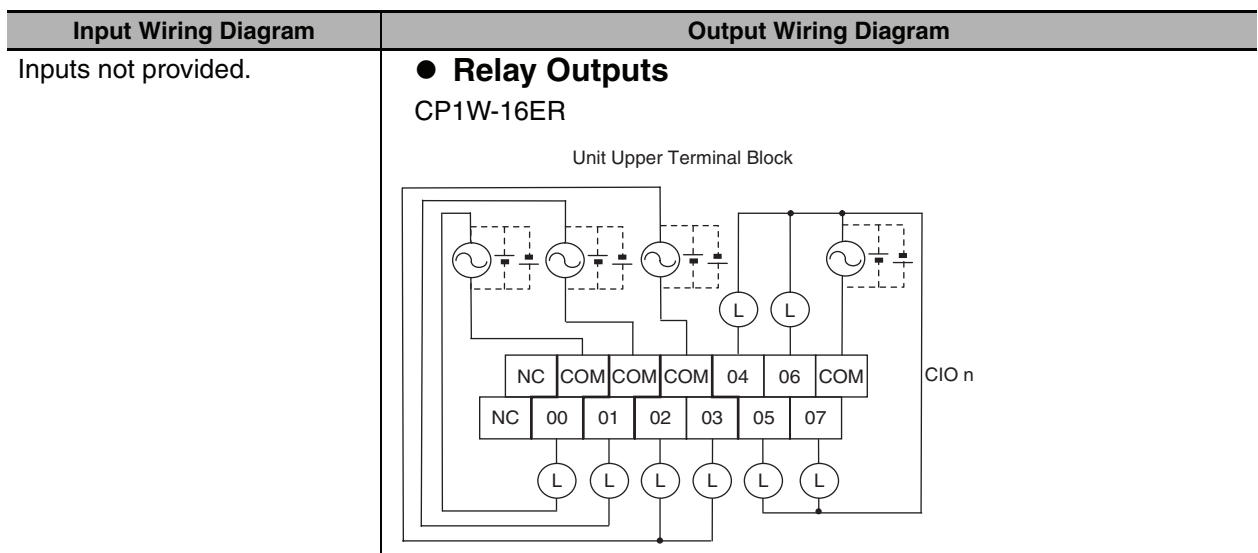 Input Wiring Diagram
Output Wiring Diagram
Inputs not provided.
● Relay Outputs
CP1W-16ER
Unit Upper Terminal Block
L L
NC COM COM COM 04 06 COM
CIO n
NC 00 01 02 03 05 07
L L L L L L